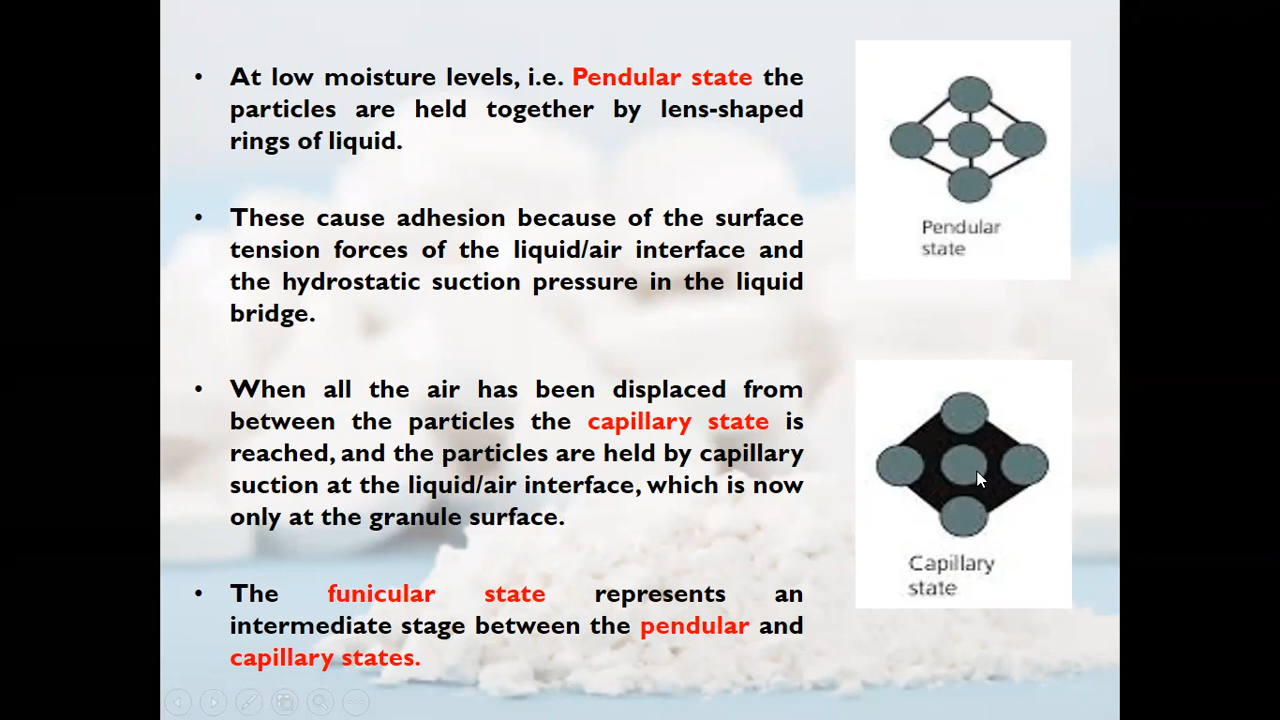 • At low moisture levels, i.e. Pendular state the
particles are held together by lens-shaped
rings of liquid.
• These cause adhesion because of the surface
tension forces of the liquid/air interface and
the hydrostatic suction pressure in the liquid
bridge.
• When all the air has been displaced from
between the particles the capillary state is
reached, and the particles are held by capillary
suction at the liquid/air interface, which is now
only at the granule surface.
• The funicular state represents an
intermediate stage between the pendular and
capillary states.
Pendular
state
Capillary
state